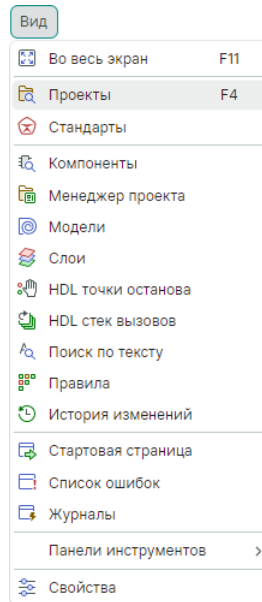 Вид
Во весь экран F11
Проекты F4
Стандарты
Компоненты
Менеджер проекта
Модели
Слои
HDL точки останова
HDL стек вызовов
Поиск по тексту
Правила
История изменений
Стартовая страница
Список ошибок
Журналы
Панели инструментов
Свойства